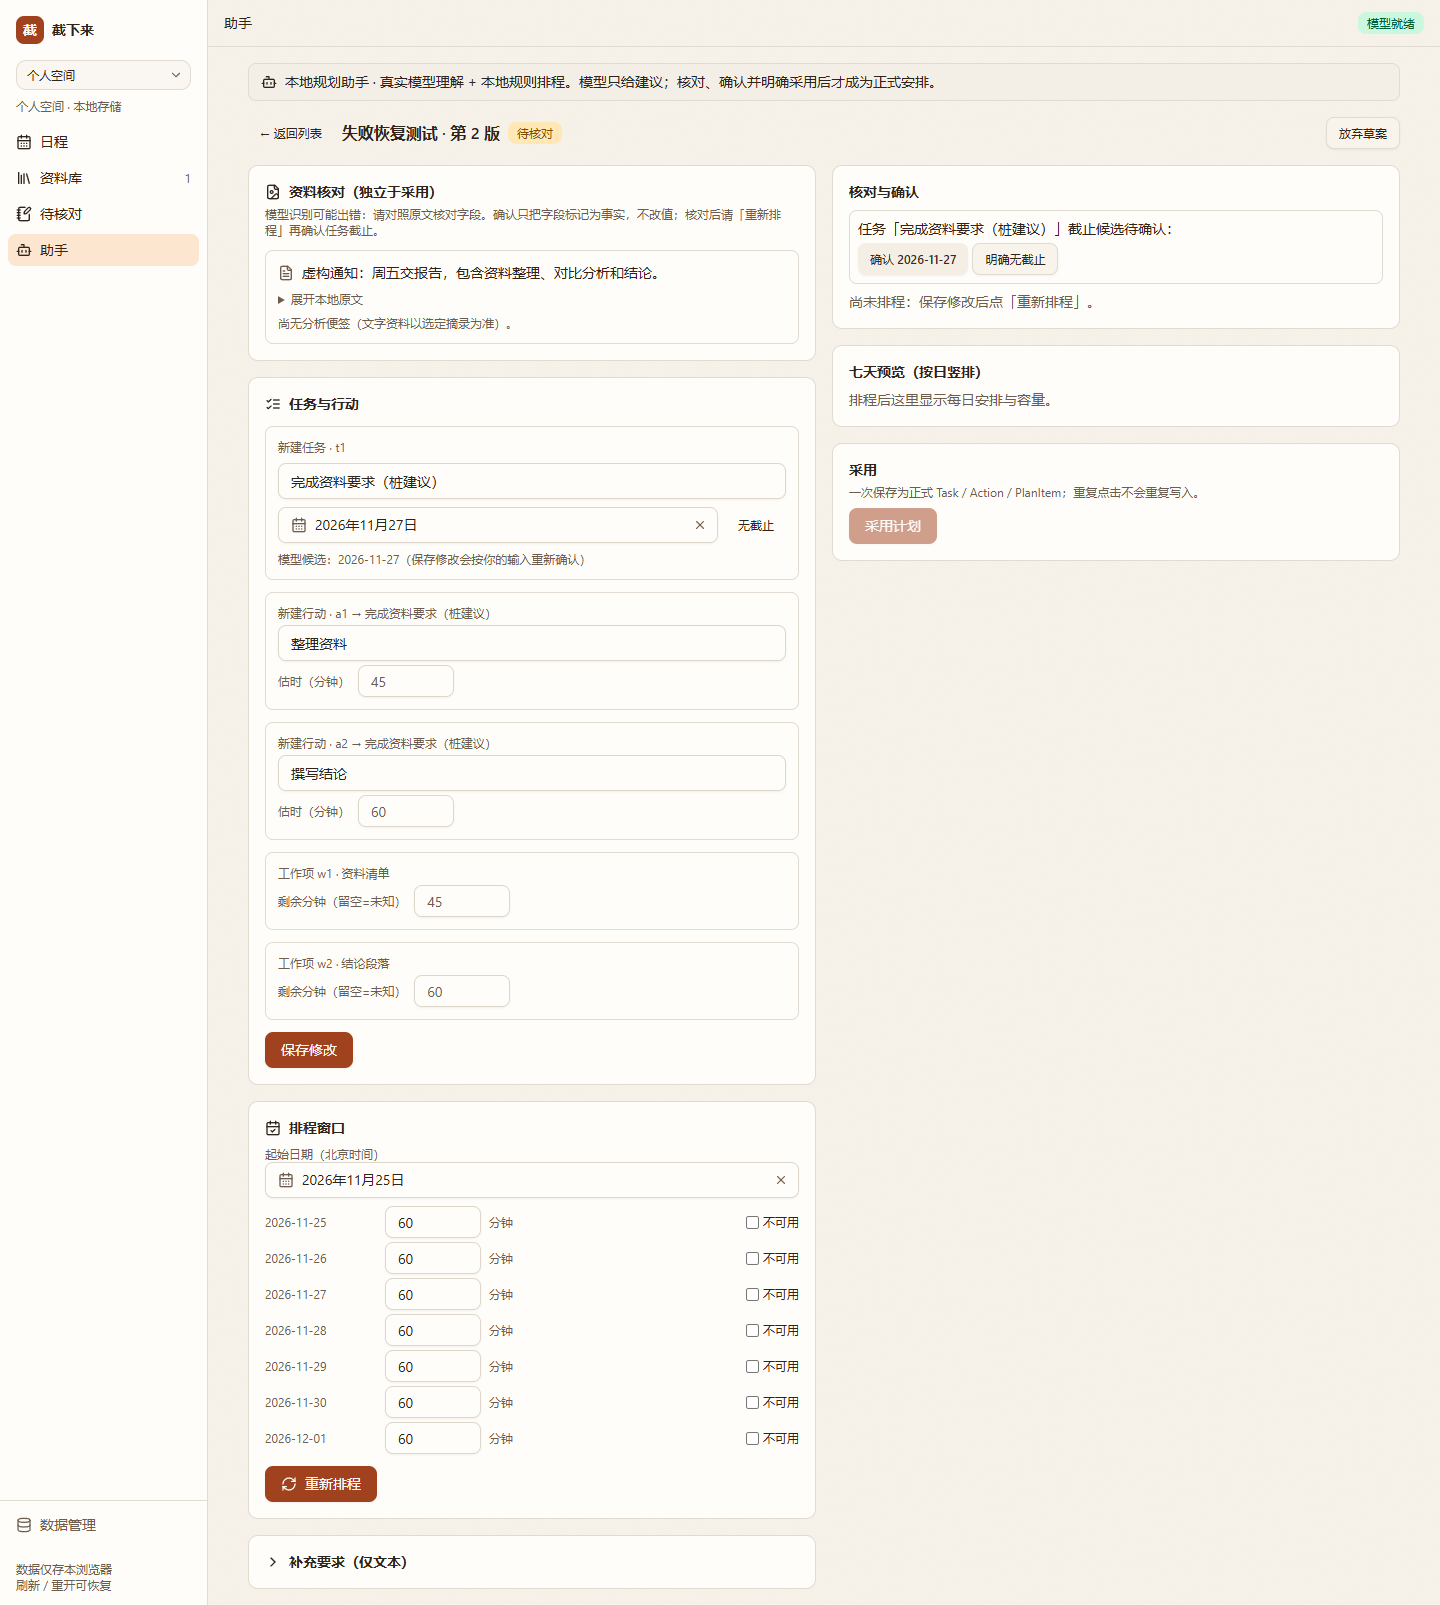 截 截下来
个人空间
个人空间 · 本地存储
日程
资料库 1
待核对
助手
数据管理
数据仅存本浏览器
刷新 / 重开可恢复
助手
模型就绪
本地规划助手 · 真实模型理解 + 本地规则排程。模型只给建议；核对、确认并明确采用后才成为正式安排。
← 返回列表 失败恢复测试 · 第 2 版 待核对 放弃草案
资料核对（独立于采用）
模型识别可能出错：请对照原文核对字段。确认只把字段标记为事实，不改值；核对后请「重新排
程」再确认任务截止。
虚构通知：周五交报告，包含资料整理、对比分析和结论。
▶ 展开本地原文
尚无分析便签（文字资料以选定摘录为准）。
任务与行动
新建任务 · t1
完成资料要求（桩建议）
2026年11月27日 无截止
模型候选：2026-11-27（保存修改会按你的输入重新确认）
新建行动 · a1 → 完成资料要求（桩建议）
整理资料
估时（分钟） 45
新建行动 · a2 → 完成资料要求（桩建议）
撰写结论
估时（分钟） 60
工作项 w1 · 资料清单
剩余分钟（留空=未知） 45
工作项 w2 · 结论段落
剩余分钟（留空=未知） 60
保存修改
排程窗口
起始日期（北京时间）
2026年11月25日
2026-11-25 60 分钟 不可用
2026-11-26 60 分钟 不可用
2026-11-27 60 分钟 不可用
2026-11-28 60 分钟 不可用
2026-11-29 60 分钟 不可用
2026-11-30 60 分钟 不可用
2026-12-01 60 分钟 不可用
重新排程
补充要求（仅文本）
核对与确认
任务「完成资料要求（桩建议）」截止候选待确认：
确认 2026-11-27 明确无截止
尚未排程：保存修改后点「重新排程」。
七天预览（按日竖排）
排程后这里显示每日安排与容量。
采用
一次保存为正式 Task / Action / PlanItem；重复点击不会重复写入。
采用计划